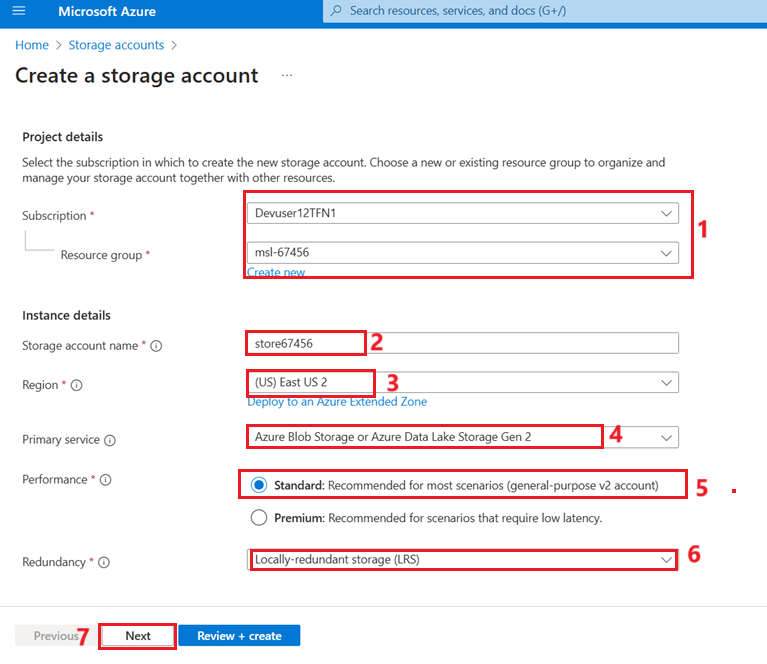 Microsoft Azure
Search resources, services, and docs (G+/)
Home > Storage accounts >
Create a storage account ...
Project details
Select the subscription in which to create the new storage account. Choose a new or existing resource group to organize and
manage your storage account together with other resources.
Subscription *
Devuser12TFN1
1
Resource group *
msl-67456
Create new
Instance details
Storage account name *
store67456
2
Region *
(US) East US 2
3
Deploy to an Azure Extended Zone
Primary service
Azure Blob Storage or Azure Data Lake Storage Gen 2
4
Performance *
Standard: Recommended for most scenarios (general-purpose v2 account)
5
Premium: Recommended for scenarios that require low latency.
Redundancy *
Locally-redundant storage (LRS)
6
Previous
7
Next
Review + create